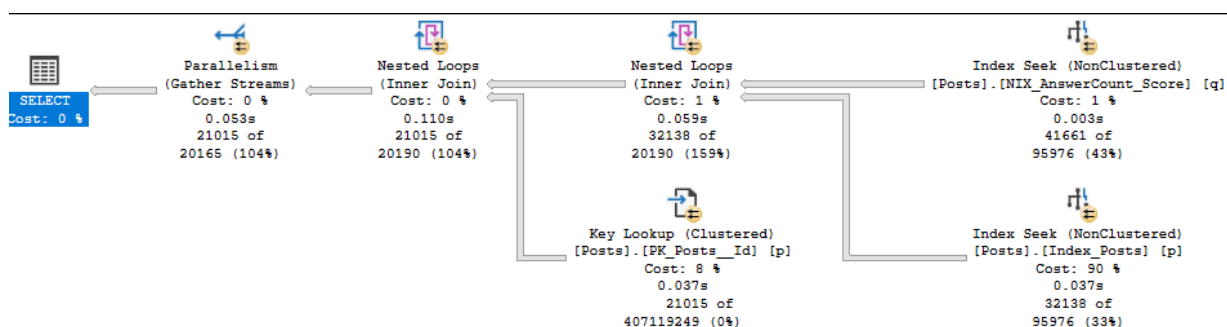 SELECT
Cost: 0 %
Parallelism
(Gather Streams)
Cost: 0 %
0.053s
21015 of
20165 (104%)
Nested Loops
(Inner Join)
Cost: 0 %
0.110s
21015 of
20190 (104%)
Nested Loops
(Inner Join)
Cost: 1 %
0.059s
32138 of
20190 (159%)
Index Seek (NonClustered)
[Posts].[NIX_AnswerCount_Score] [q]
Cost: 1 %
0.003s
41661 of
95976 (43%)
Key Lookup (Clustered)
[Posts].[PK_Posts__Id] [p]
Cost: 8 %
0.037s
21015 of
407119249 (0%)
Index Seek (NonClustered)
[Posts].[Index_Posts] [p]
Cost: 90 %
0.037s
32138 of
95976 (33%)